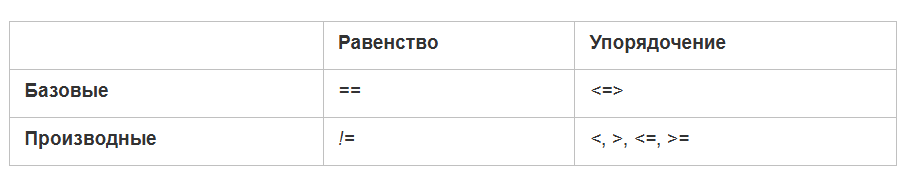 Равенство Упорядочение
Базовые == <=>
Производные != <, >, <=, >=